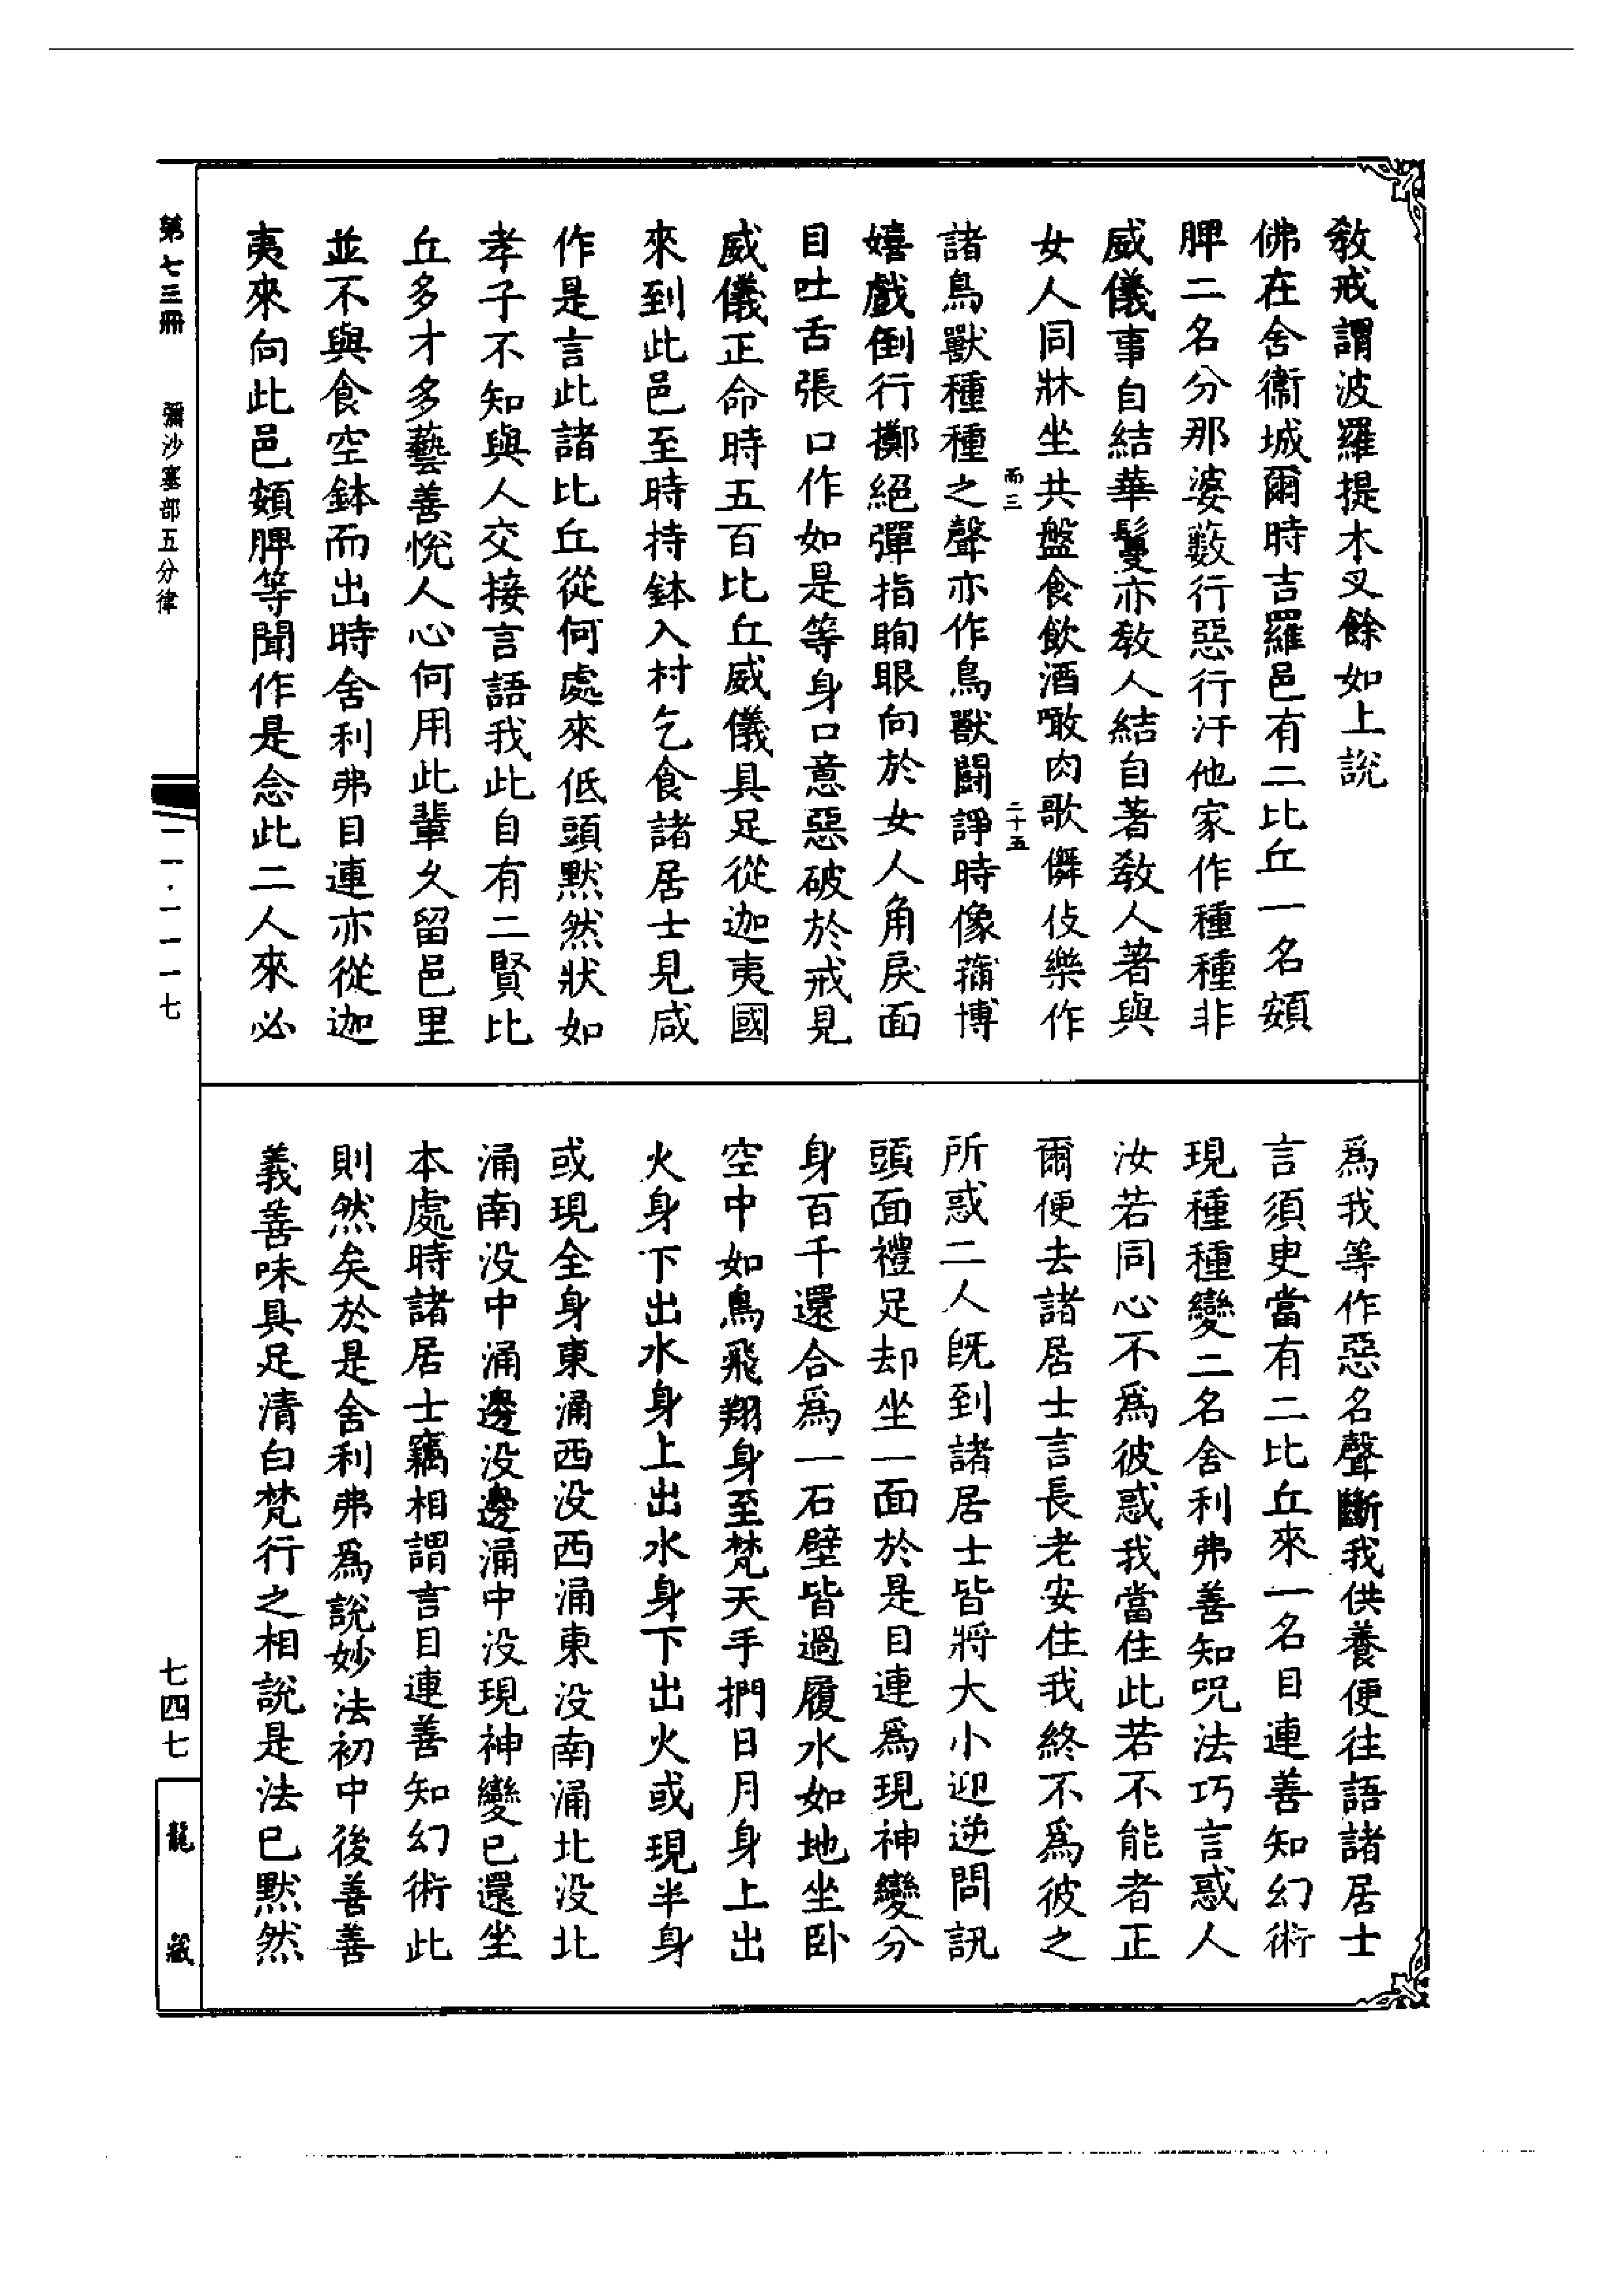 教戒謂波羅提木叉餘如上說
佛在舍衞城爾時吉羅邑有二比丘一名頞
脾二名分那婆藪行惡行汙他家作種種非
威儀事自結華鬘亦教人結自著教人著與
女人同牀坐共盤食飲酒噉肉歌儛伎樂作
而三
二十五
諸鳥獸種種之聲亦作鳥獸鬪諍時像蒱博
嬉戲倒行擲絕彈指眴眼向於女人角戾面
目吐舌張口作如是等身口意惡破於戒見
威儀正命時五百比丘威儀具足從迦夷國
來到此邑至時持鉢入村乞食諸居士見咸
作是言此諸比丘從何處來低頭默然狀如
孝子不知與人交接言語我此自有二賢比
丘多才多藝善悅人心何用此輩久留邑里
並不與食空鉢而出時舍利弗目連亦從迦
夷來向此邑頞脾等聞作是念此二人來必
爲我等作惡名聲斷我供養便往語諸居士
言須臾當有二比丘來一名目連善知幻術
現種種變二名舍利弗善知呪法巧言惑人
汝若同心不爲彼惑我當住此若不能者正
爾便去諸居士言長老安住我終不爲彼之
所惑二人既到諸居士皆將大小迎逆問訊
頭面禮足却坐一面於是目連爲現神變分
身百千還合爲一石壁皆過履水如地坐卧
空中如鳥飛翔身至梵天手捫日月身上出
火身下出水身上出水身下出火或現半身
或現全身東涌西沒西涌東沒南涌北沒北
涌南沒中涌邊沒邊涌中沒現神變已還坐
本處時諸居士竊相謂言目連善知幻術此
則然矣於是舍利弗爲說妙法初中後善善
義善味具足清白梵行之相說是法已默然
第七三冊
彌沙塞部五分律
一一·一一一七
七四七
龍藏